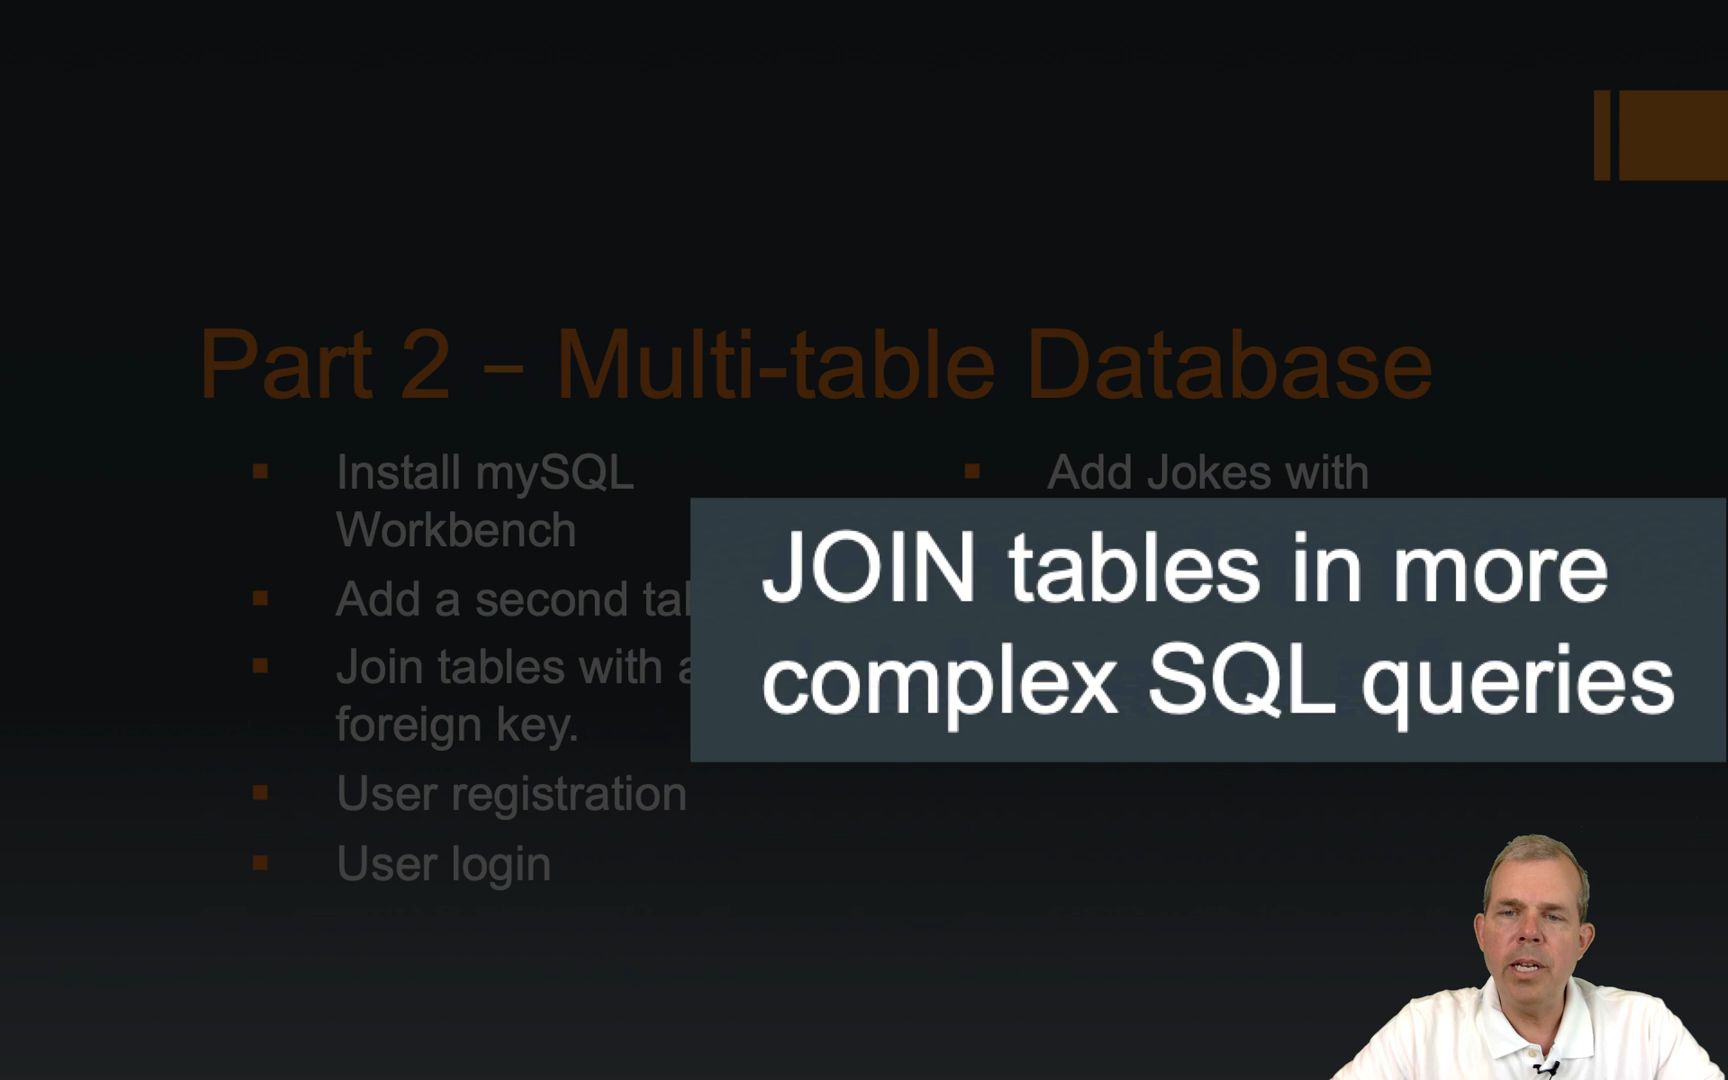 Part 2 – Multi-table Database
Install mySQL
Workbench
Add a second
Join tables with
foreign key.
User registration
User login
Add Jokes with
JOIN tables in more
complex SQL queries